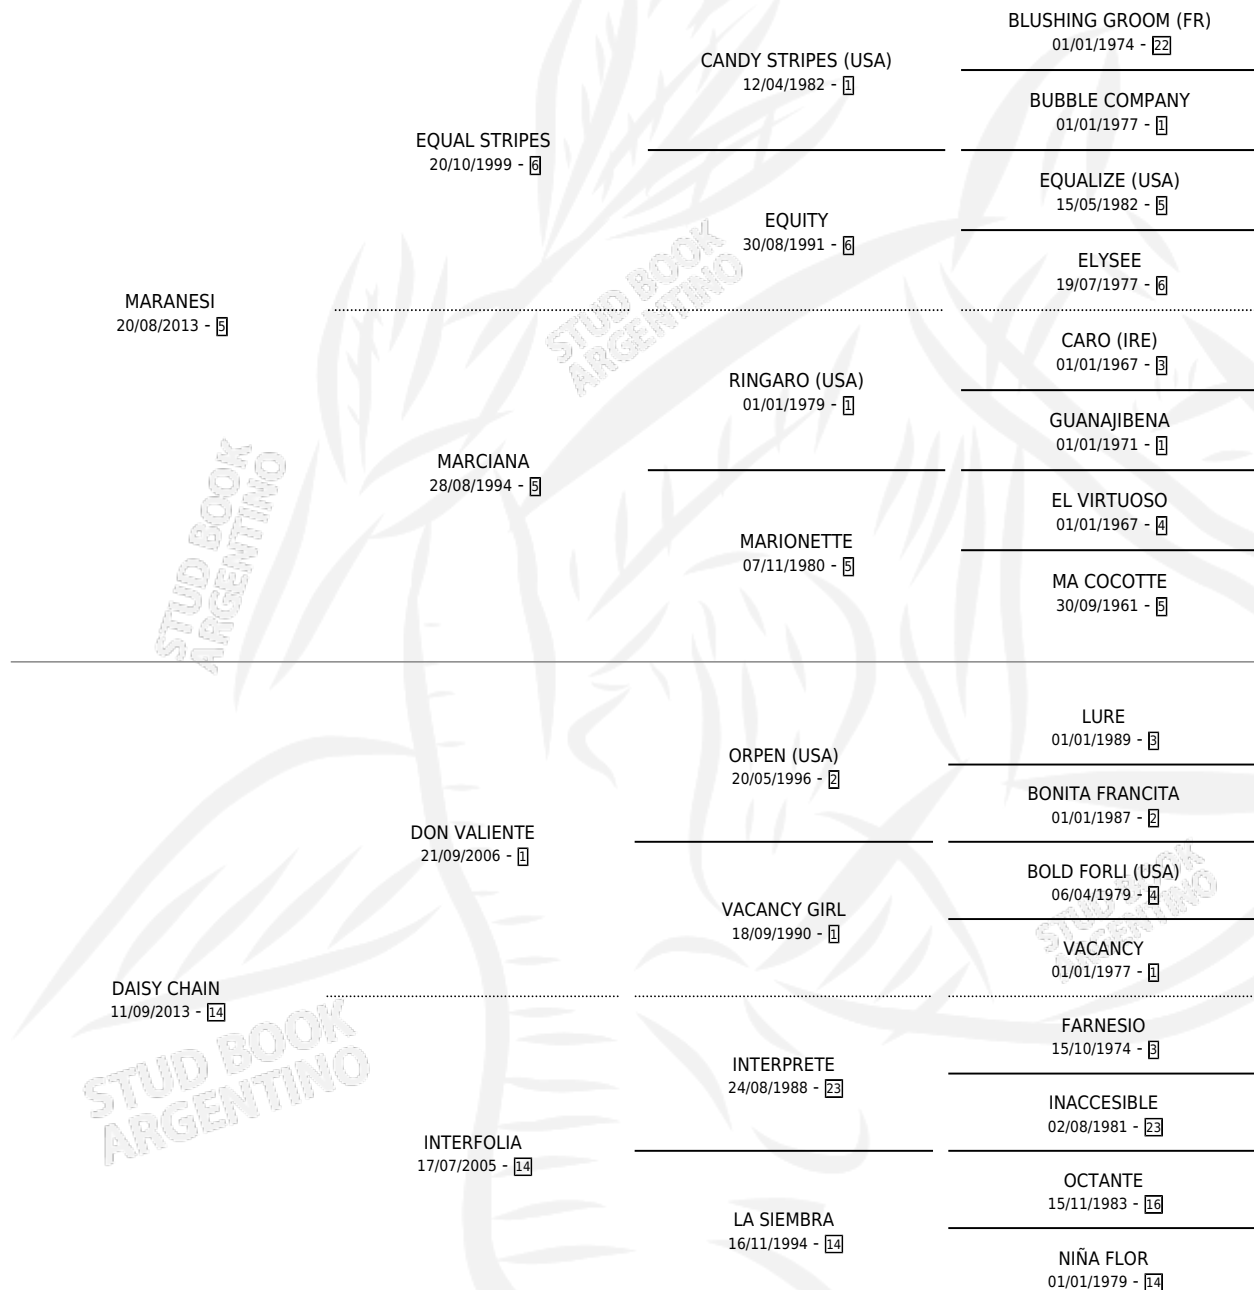 BLUSHING GROOM (FR)
01/01/1974 - 22
CANDY STRIPES (USA)
12/04/1982 - 1
BUBBLE COMPANY
01/01/1977 - 1
EQUAL STRIPES
20/10/1999 - 6
EQUALIZE (USA)
15/05/1982 - 5
EQUITY
30/08/1991 - 6
ELYSEE
19/07/1977 - 6
MARANESI
20/08/2013 - 5
CARO (IRE)
01/01/1967 - 3
RINGARO (USA)
01/01/1979 - 1
GUANAJIBENA
01/01/1971 - 1
MARCIANA
28/08/1994 - 5
EL VIRTUOSO
01/01/1967 - 4
MARIONETTE
07/11/1980 - 5
MA COCOTTE
30/09/1961 - 5
LURE
01/01/1989 - 3
ORPEN (USA)
20/05/1996 - 2
BONITA FRANCITA
01/01/1987 - 2
DON VALIENTE
21/09/2006 - 1
BOLD FORLI (USA)
06/04/1979 - 4
VACANCY GIRL
18/09/1990 - 1
VACANCY
01/01/1977 - 1
DAISY CHAIN
11/09/2013 - 14
FARNESIO
15/10/1974 - 3
INTERPRETE
24/08/1988 - 23
INACCESIBLE
02/08/1981 - 23
INTERFOLIA
17/07/2005 - 14
OCTANTE
15/11/1983 - 16
LA SIEMBRA
16/11/1994 - 14
NIÑA FLOR
01/01/1979 - 14
STUD BOOK
ARGENTINO
STUD BOOK
ARGENTINO
STUD BOOK
ARGENTINO
STUD BOOK
ARGENTINO